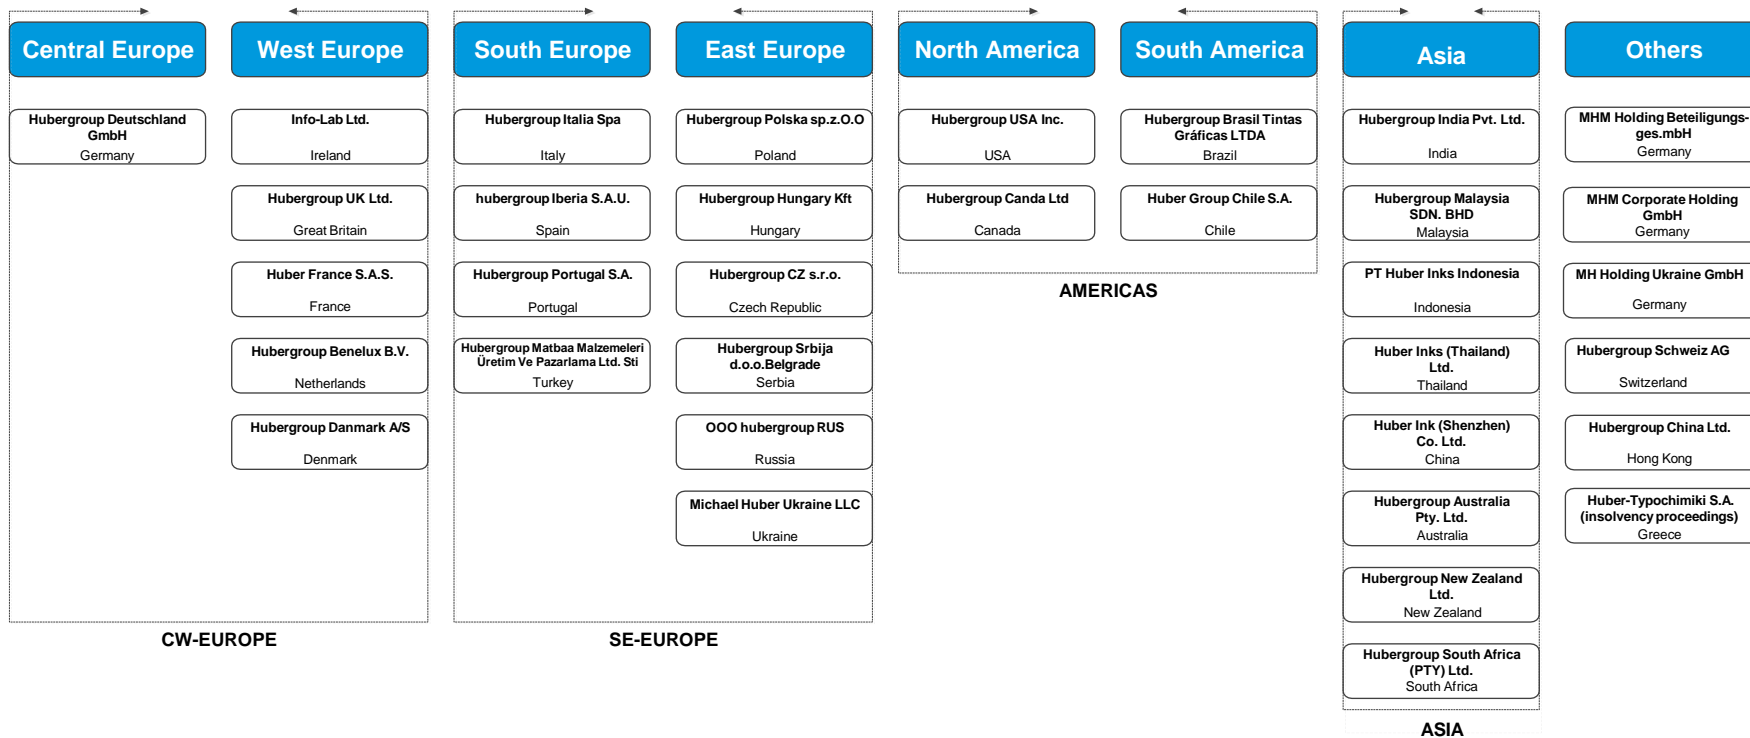 Central Europe
Hubergroup Deutschland
GmbH
Germany
West Europe
Info-Lab Ltd.
Ireland
Hubergroup UK Ltd.
Great Britain
Huber France S.A.S.
France
Hubergroup Benelux B.V.
Netherlands
Hubergroup Danmark A/S
Denmark
CW-EUROPE
South Europe
Hubergroup Italia Spa
Italy
hubergroup Iberia S.A.U.
Spain
Hubergroup Portugal S.A.
Portugal
Hubergroup Matbaa Malzemeleri
Üretim Ve Pazarlama Ltd. Sti
Turkey
East Europe
Hubergroup Polska sp.z.O.O
Poland
Hubergroup Hungary Kft
Hungary
Hubergroup CZ s.r.o.
Czech Republic
Hubergroup Srbija
d.o.o.Belgrade
Serbia
OOO hubergroup RUS
Russia
Michael Huber Ukraine LLC
Ukraine
SE-EUROPE
North America
Hubergroup USA Inc.
USA
Hubergroup Canda Ltd
Canada
South America
Hubergroup Brasil Tintas
Gráficas LTDA
Brazil
Huber Group Chile S.A.
Chile
AMERICAS
Asia
Hubergroup India Pvt. Ltd.
India
Hubergroup Malaysia
SDN. BHD
Malaysia
PT Huber Inks Indonesia
Indonesia
Huber Inks (Thailand)
Ltd.
Thailand
Huber Ink (Shenzhen)
Co. Ltd.
China
Hubergroup Australia
Pty. Ltd.
Australia
Hubergroup New Zealand
Ltd.
New Zealand
Hubergroup South Africa
(PTY) Ltd.
South Africa
ASIA
Others
MHM Holding Beteiligungs-
ges.mbH
Germany
MHM Corporate Holding
GmbH
Germany
MH Holding Ukraine GmbH
Germany
Hubergroup Schweiz AG
Switzerland
Hubergroup China Ltd.
Hong Kong
Huber-Typochimiki S.A.
(insolvency proceedings)
Greece